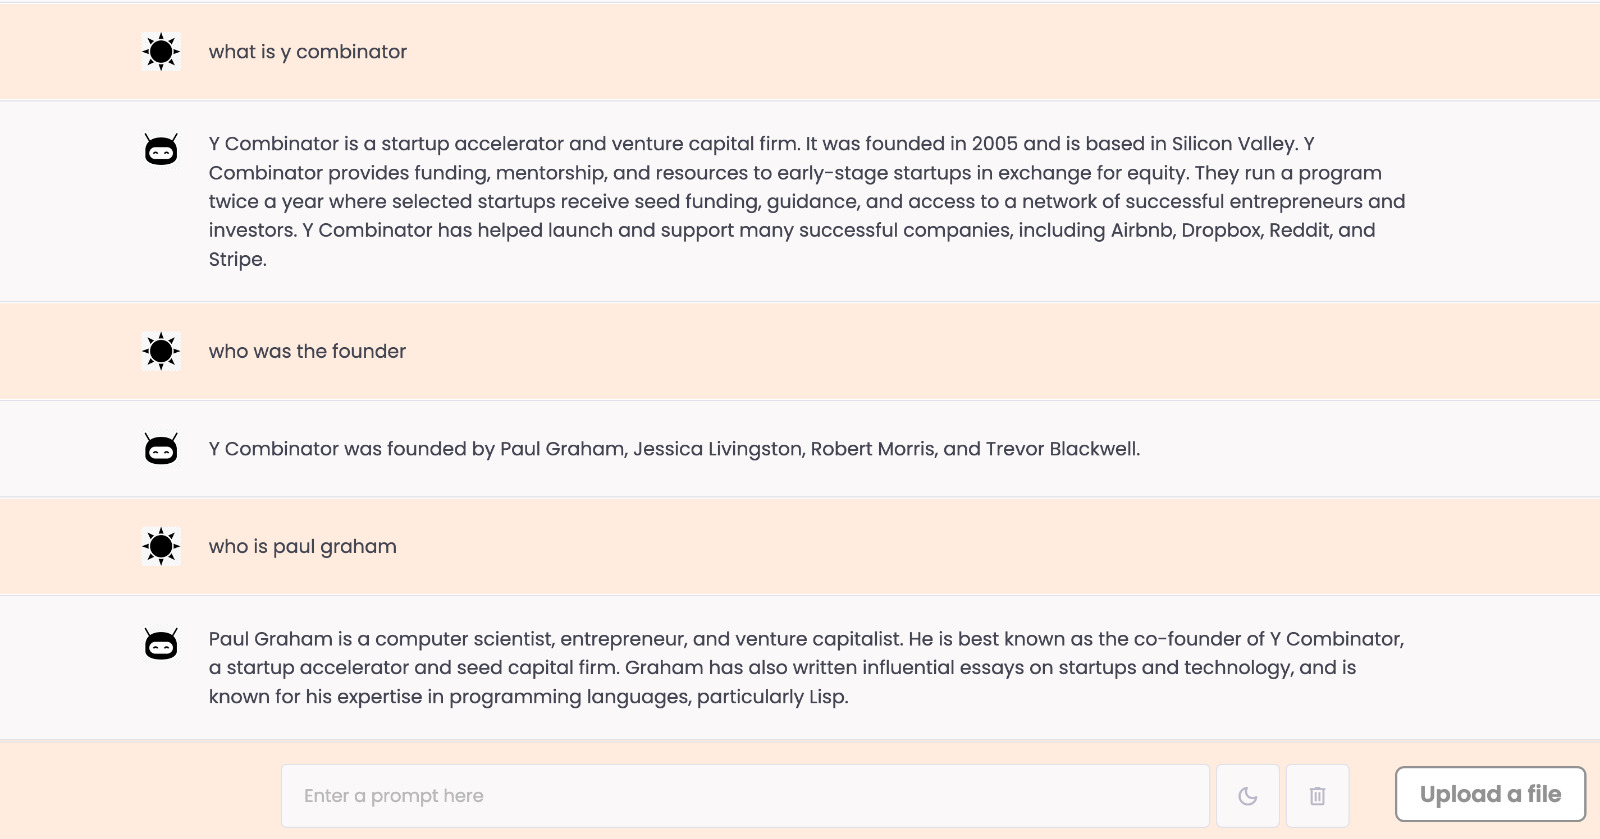 what is y combinator
Y Combinator is a startup accelerator and venture capital firm. It was founded in 2005 and is based in Silicon Valley. Y
Combinator provides funding, mentorship, and resources to early-stage startups in exchange for equity. They run a program
twice a year where selected startups receive seed funding, guidance, and access to a network of successful entrepreneurs and
investors. Y Combinator has helped launch and support many successful companies, including Airbnb, Dropbox, Reddit, and
Stripe.
who was the founder
Y Combinator was founded by Paul Graham, Jessica Livingston, Robert Morris, and Trevor Blackwell.
who is paul graham
Paul Graham is a computer scientist, entrepreneur, and venture capitalist. He is best known as the co-founder of Y Combinator,
a startup accelerator and seed capital firm. Graham has also written influential essays on startups and technology, and is
known for his expertise in programming languages, particularly Lisp.
Enter a prompt here
Upload a file